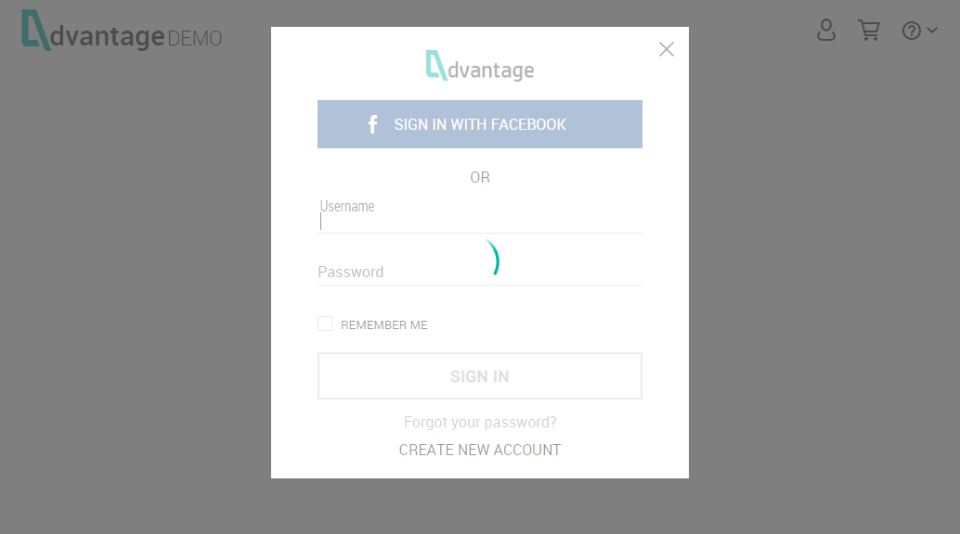 dvantage DEMO
dvantage
f SIGN IN WITH FACEBOOK
OR
Username
Password
REMEMBER ME
SIGN IN
Forgot your password?
CREATE NEW ACCOUNT